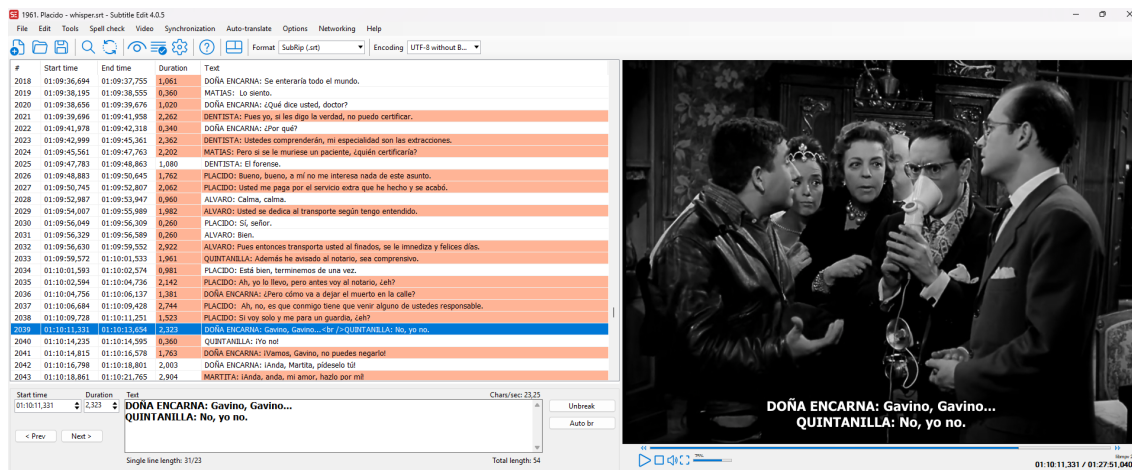 1961. Placido - whisper.srt - Subtitle Edit 4.0.5
File Edit Tools Spell check Video Synchronization Auto-translate Options Networking Help
Format SubRip (.srt) Encoding UTF-8 without B...
# Start time End time Duration Text
2018 01:09:36,694 01:09:37,755 1,061 DOÑA ENCARNA: Se enteraría todo el mundo.
2019 01:09:38,195 01:09:38,555 0,360 MATIAS: Lo siento.
2020 01:09:38,656 01:09:39,676 1,020 DOÑA ENCARNA: ¿Qué dice usted, doctor?
2021 01:09:39,696 01:09:41,958 2,262 DENTISTA: Pues yo, si les digo la verdad, no puedo certificar.
2022 01:09:41,978 01:09:42,318 0,340 DOÑA ENCARNA: ¿Por qué?
2023 01:09:42,999 01:09:45,361 2,362 DENTISTA: Ustedes comprenderán, mi especialidad son las extracciones.
2024 01:09:45,561 01:09:47,763 2,202 MATIAS: Pero si se le muriese un paciente, ¿quién certificaría?
2025 01:09:47,783 01:09:48,863 1,080 DENTISTA: El forense.
2026 01:09:48,883 01:09:50,645 1,762 PLACIDO: Bueno, bueno, a mí no me interesa nada de este asunto.
2027 01:09:50,745 01:09:52,807 2,062 PLACIDO: Usted me paga por el servicio extra que he hecho y se acabó.
2028 01:09:52,987 01:09:53,947 0,960 ALVARO: Calma, calma.
2029 01:09:54,007 01:09:55,989 1,982 ALVARO: Usted se dedica al transporte según tengo entendido.
2030 01:09:56,049 01:09:56,309 0,260 PLACIDO: Sí, señor.
2031 01:09:56,329 01:09:56,589 0,260 ALVARO: Bien.
2032 01:09:56,630 01:09:59,552 2,922 ALVARO: Pues entonces transporta usted al finados, se le imnediza y felices días.
2033 01:09:59,572 01:10:01,533 1,961 QUINTANILLA: Además he avisado al notario, sea comprensivo.
2034 01:10:01,593 01:10:02,574 0,981 PLACIDO: Está bien, terminemos de una vez.
2035 01:10:02,594 01:10:04,736 2,142 PLACIDO: Ah, yo lo llevo, pero antes voy al notario, ¿eh?
2036 01:10:04,756 01:10:06,137 1,381 DOÑA ENCARNA: ¿Pero cómo va a dejar el muerto en la calle?
2037 01:10:06,684 01:10:09,428 2,744 PLACIDO: Ah, no, es que conmigo tiene que venir alguno de ustedes responsable.
2038 01:10:09,728 01:10:11,251 1,523 PLACIDO: Si voy solo y me para un guardia, ¿eh?
2039 01:10:11,331 01:10:13,654 2,323 DOÑA ENCARNA: Gavino, Gavino...<br />QUINTANILLA: No, yo no.
2040 01:10:14,235 01:10:14,595 0,360 QUINTANILLA: ¡Yo no!
2041 01:10:14,815 01:10:16,578 1,763 DOÑA ENCARNA: ¡Vamos, Gavino, no puedes negarlo!
2042 01:10:16,798 01:10:18,801 2,003 DOÑA ENCARNA: ¡Anda, Martita, pídeselo tú!
2043 01:10:18,861 01:10:21,765 2,904 MARTITA: ¡Anda, anda, mi amor, hazlo por mí!
Start time Duration Text Chars/sec: 23,25
01:10:11,331 2,323
DOÑA ENCARNA: Gavino, Gavino...
QUINTANILLA: No, yo no.
Unbreak
Auto br
< Prev Next >
Single line length: 31/23 Total length: 54
DOÑA ENCARNA: Gavino, Gavino...
QUINTANILLA: No, yo no.
75%
01:10:11,331 / 01:27:51,040